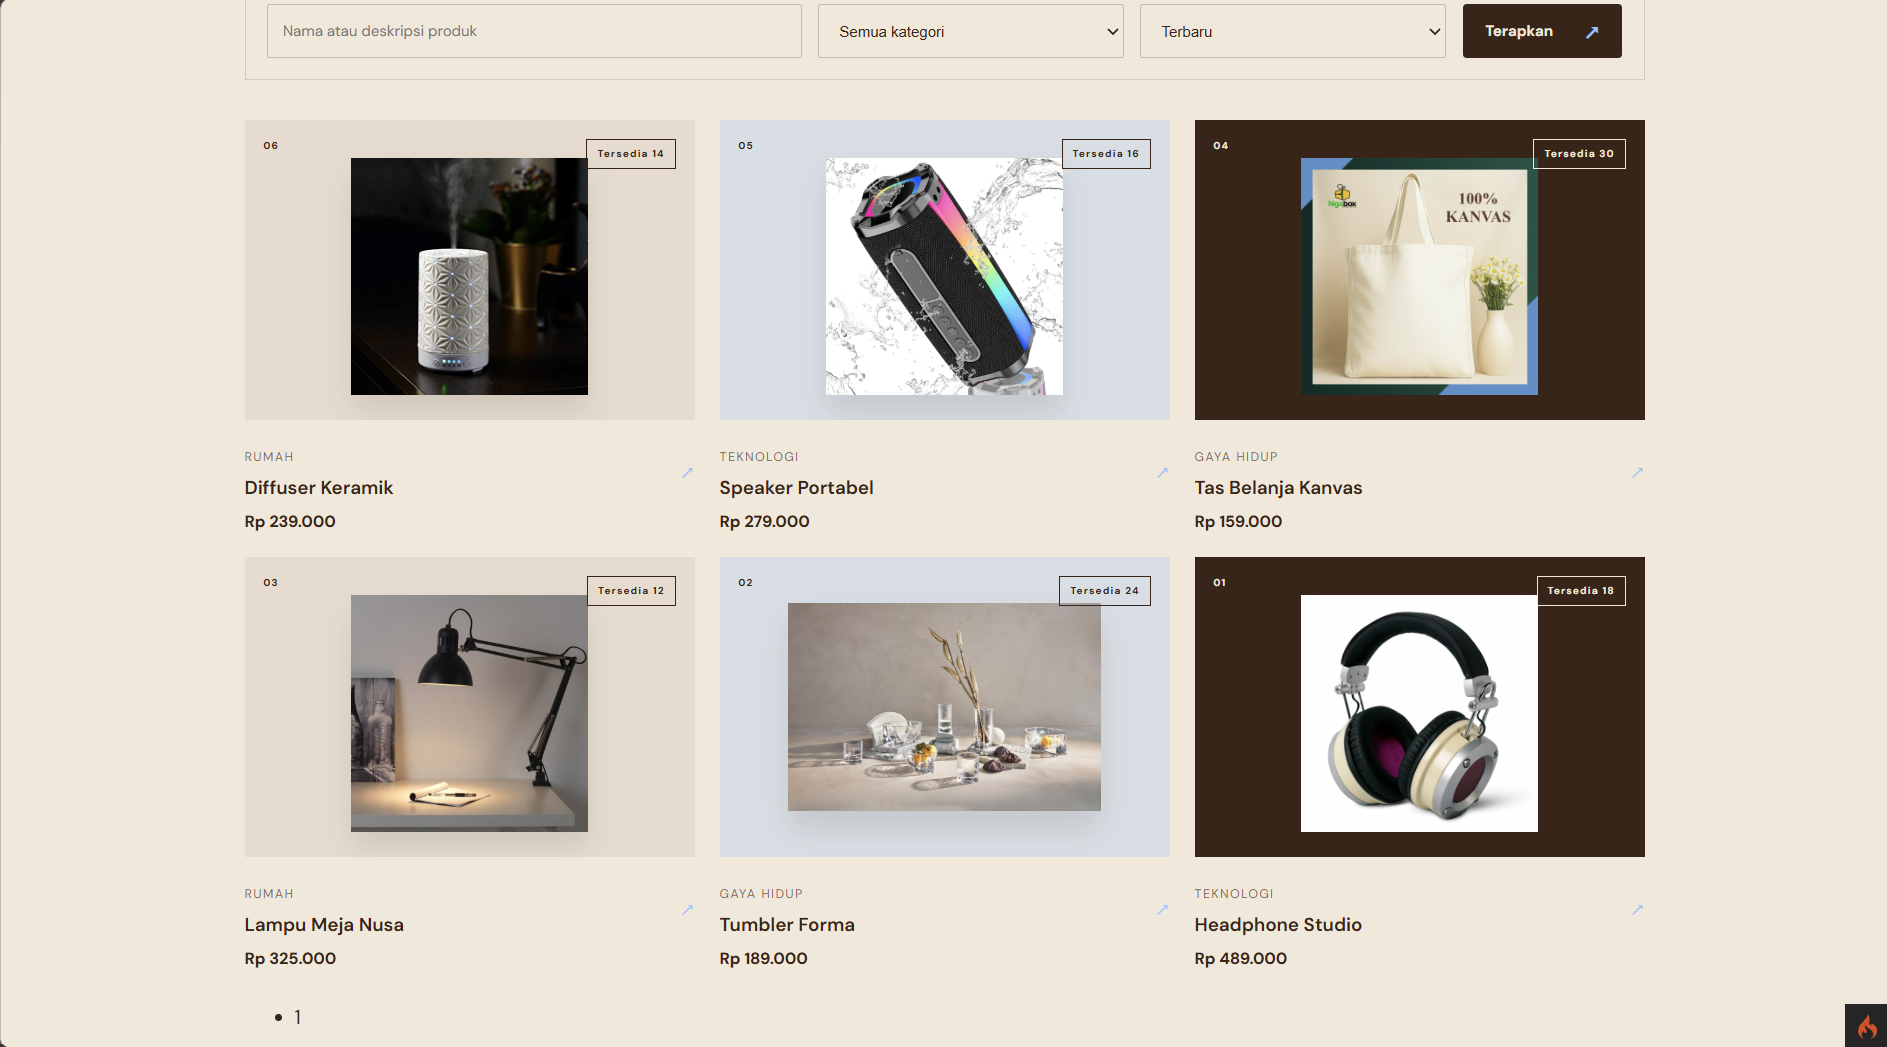 Nama atau deskripsi produk
Semua kategori
Terbaru
Terapkan ↗
06
Tersedia 14
05
Tersedia 16
04
Tersedia 30
higabox
100%
KANVAS
RUMAH
Diffuser Keramik
Rp 239.000
TEKNOLOGI
Speaker Portabel
Rp 279.000
GAYA HIDUP
Tas Belanja Kanvas
Rp 159.000
03
Tersedia 12
02
Tersedia 24
01
Tersedia 18
RUMAH
Lampu Meja Nusa
Rp 325.000
GAYA HIDUP
Tumbler Forma
Rp 189.000
TEKNOLOGI
Headphone Studio
Rp 489.000
• 1